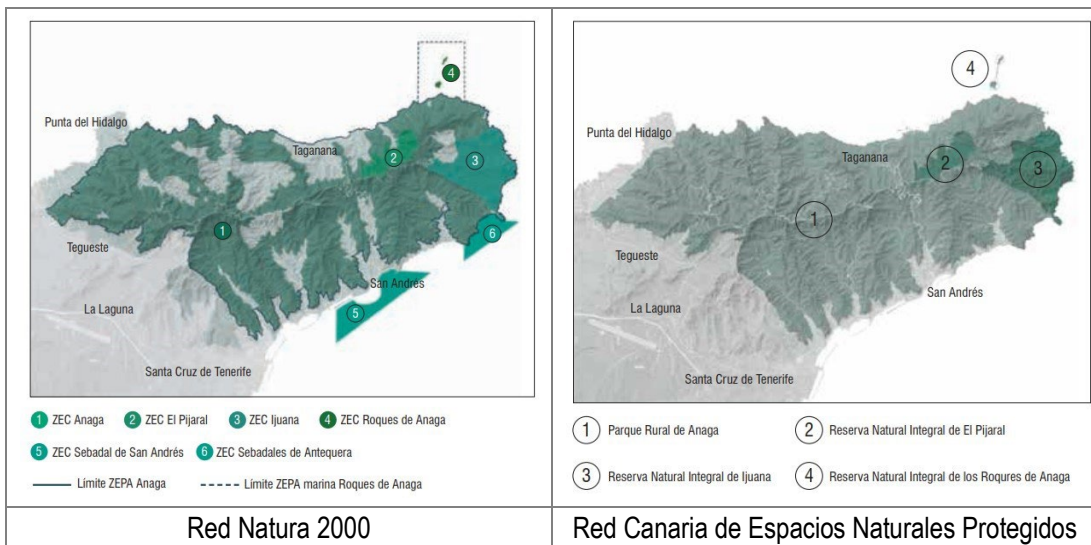 4
Punta del Hidalgo
Taganana
2
3
1
6
Tegueste
San Andrés
La Laguna
5
Santa Cruz de Tenerife
1 ZEC Anaga 2 ZEC El Pijaral 3 ZEC Ijuana 4 ZEC Roques de Anaga
5 ZEC Sebadal de San Andrés 6 ZEC Sebadales de Antequera
Límite ZEPA Anaga Límite ZEPA marina Roques de Anaga
Red Natura 2000
4
Punta del Hidalgo
Taganana
2
3
1
Tegueste
San Andrés
La Laguna
Santa Cruz de Tenerife
1 Parque Rural de Anaga 2 Reserva Natural Integral de El Pijaral
3 Reserva Natural Integral de Ijuana 4 Reserva Natural Integral de los Roqures de Anaga
Red Canaria de Espacios Naturales Protegidos